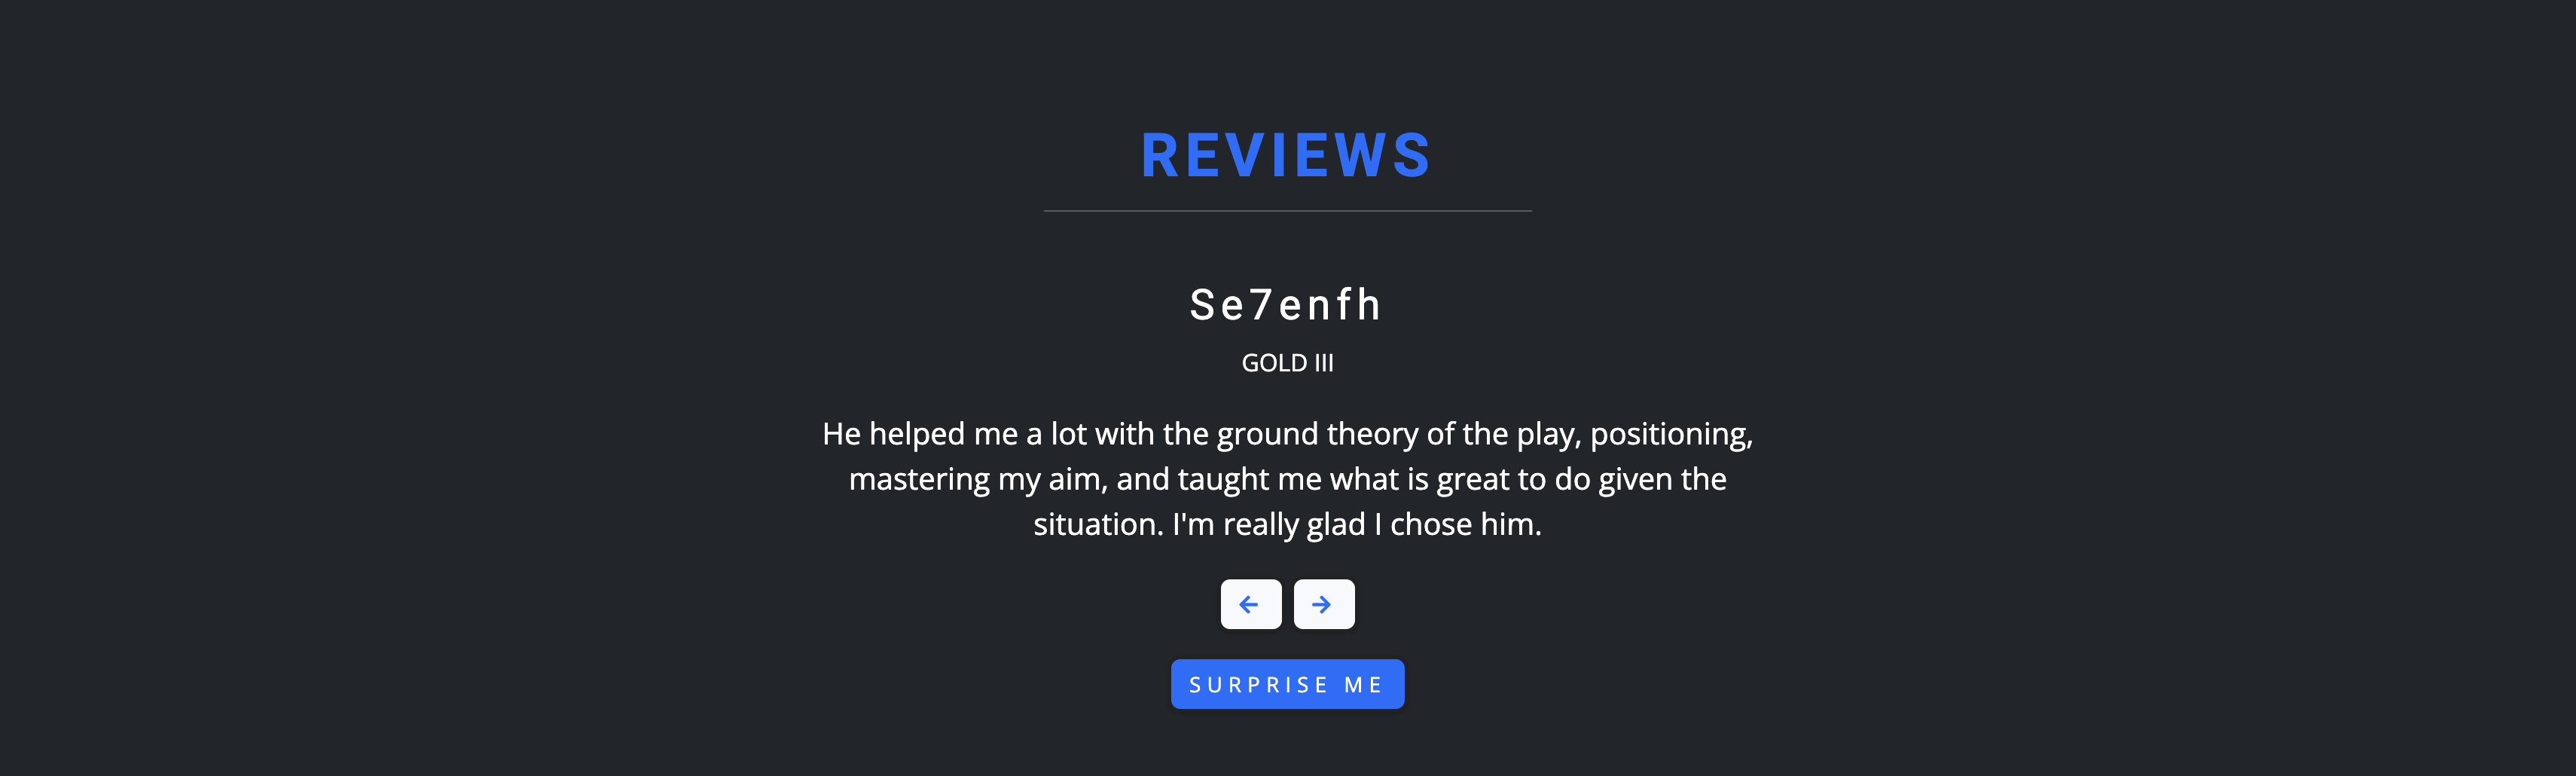 REVIEWS
Se7enfh
GOLD III
He helped me a lot with the ground theory of the play, positioning,
mastering my aim, and taught me what is great to do given the
situation. I'm really glad I chose him.
SURPRISE ME